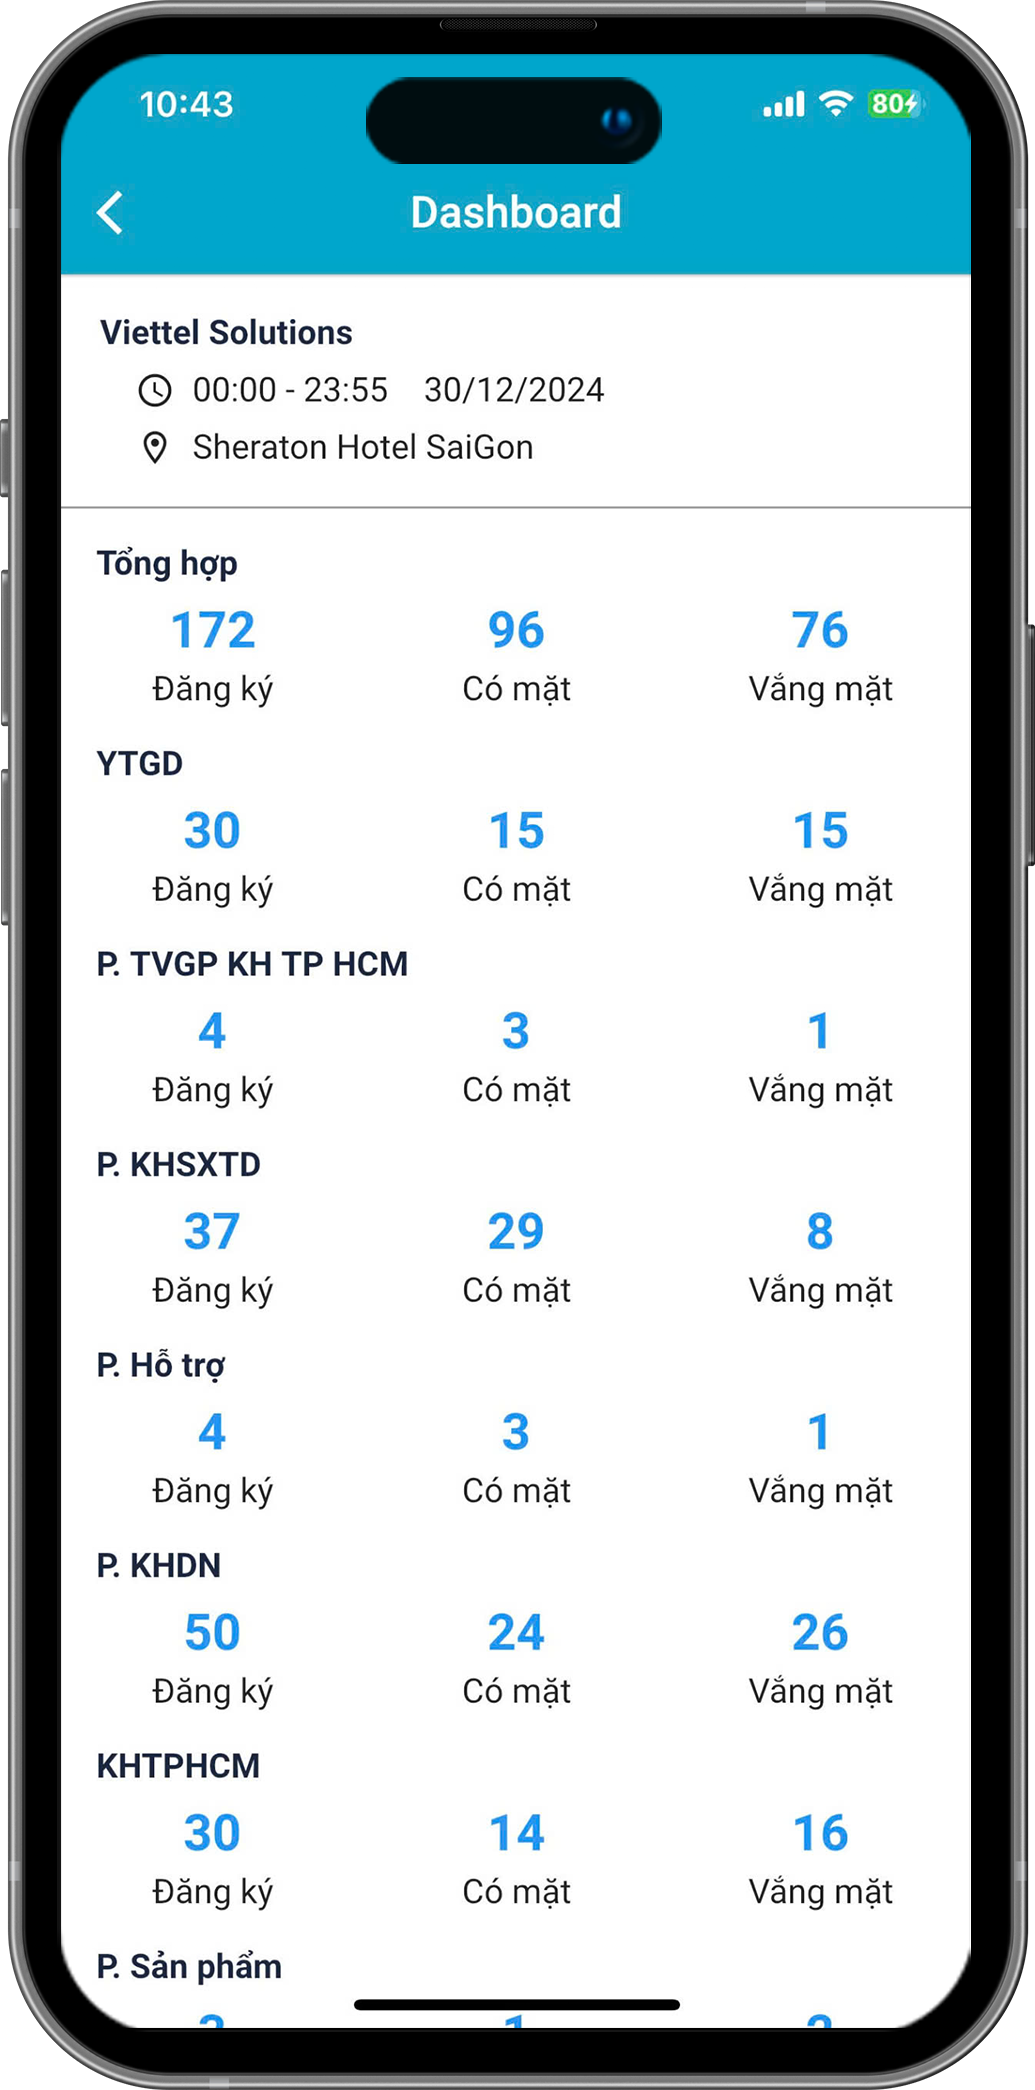 10:43
80
Dashboard
Viettel Solutions
00:00 - 23:55 30/12/2024
Sheraton Hotel SaiGon
Tổng hợp
172 96 76
Đăng ký Có mặt Vắng mặt
YTGD
30 15 15
Đăng ký Có mặt Vắng mặt
P. TVGP KH TP HCM
4 3 1
Đăng ký Có mặt Vắng mặt
P. KHSXTD
37 29 8
Đăng ký Có mặt Vắng mặt
P. Hỗ trợ
4 3 1
Đăng ký Có mặt Vắng mặt
P. KHDN
50 24 26
Đăng ký Có mặt Vắng mặt
KHTPHCM
30 14 16
Đăng ký Có mặt Vắng mặt
P. Sản phẩm